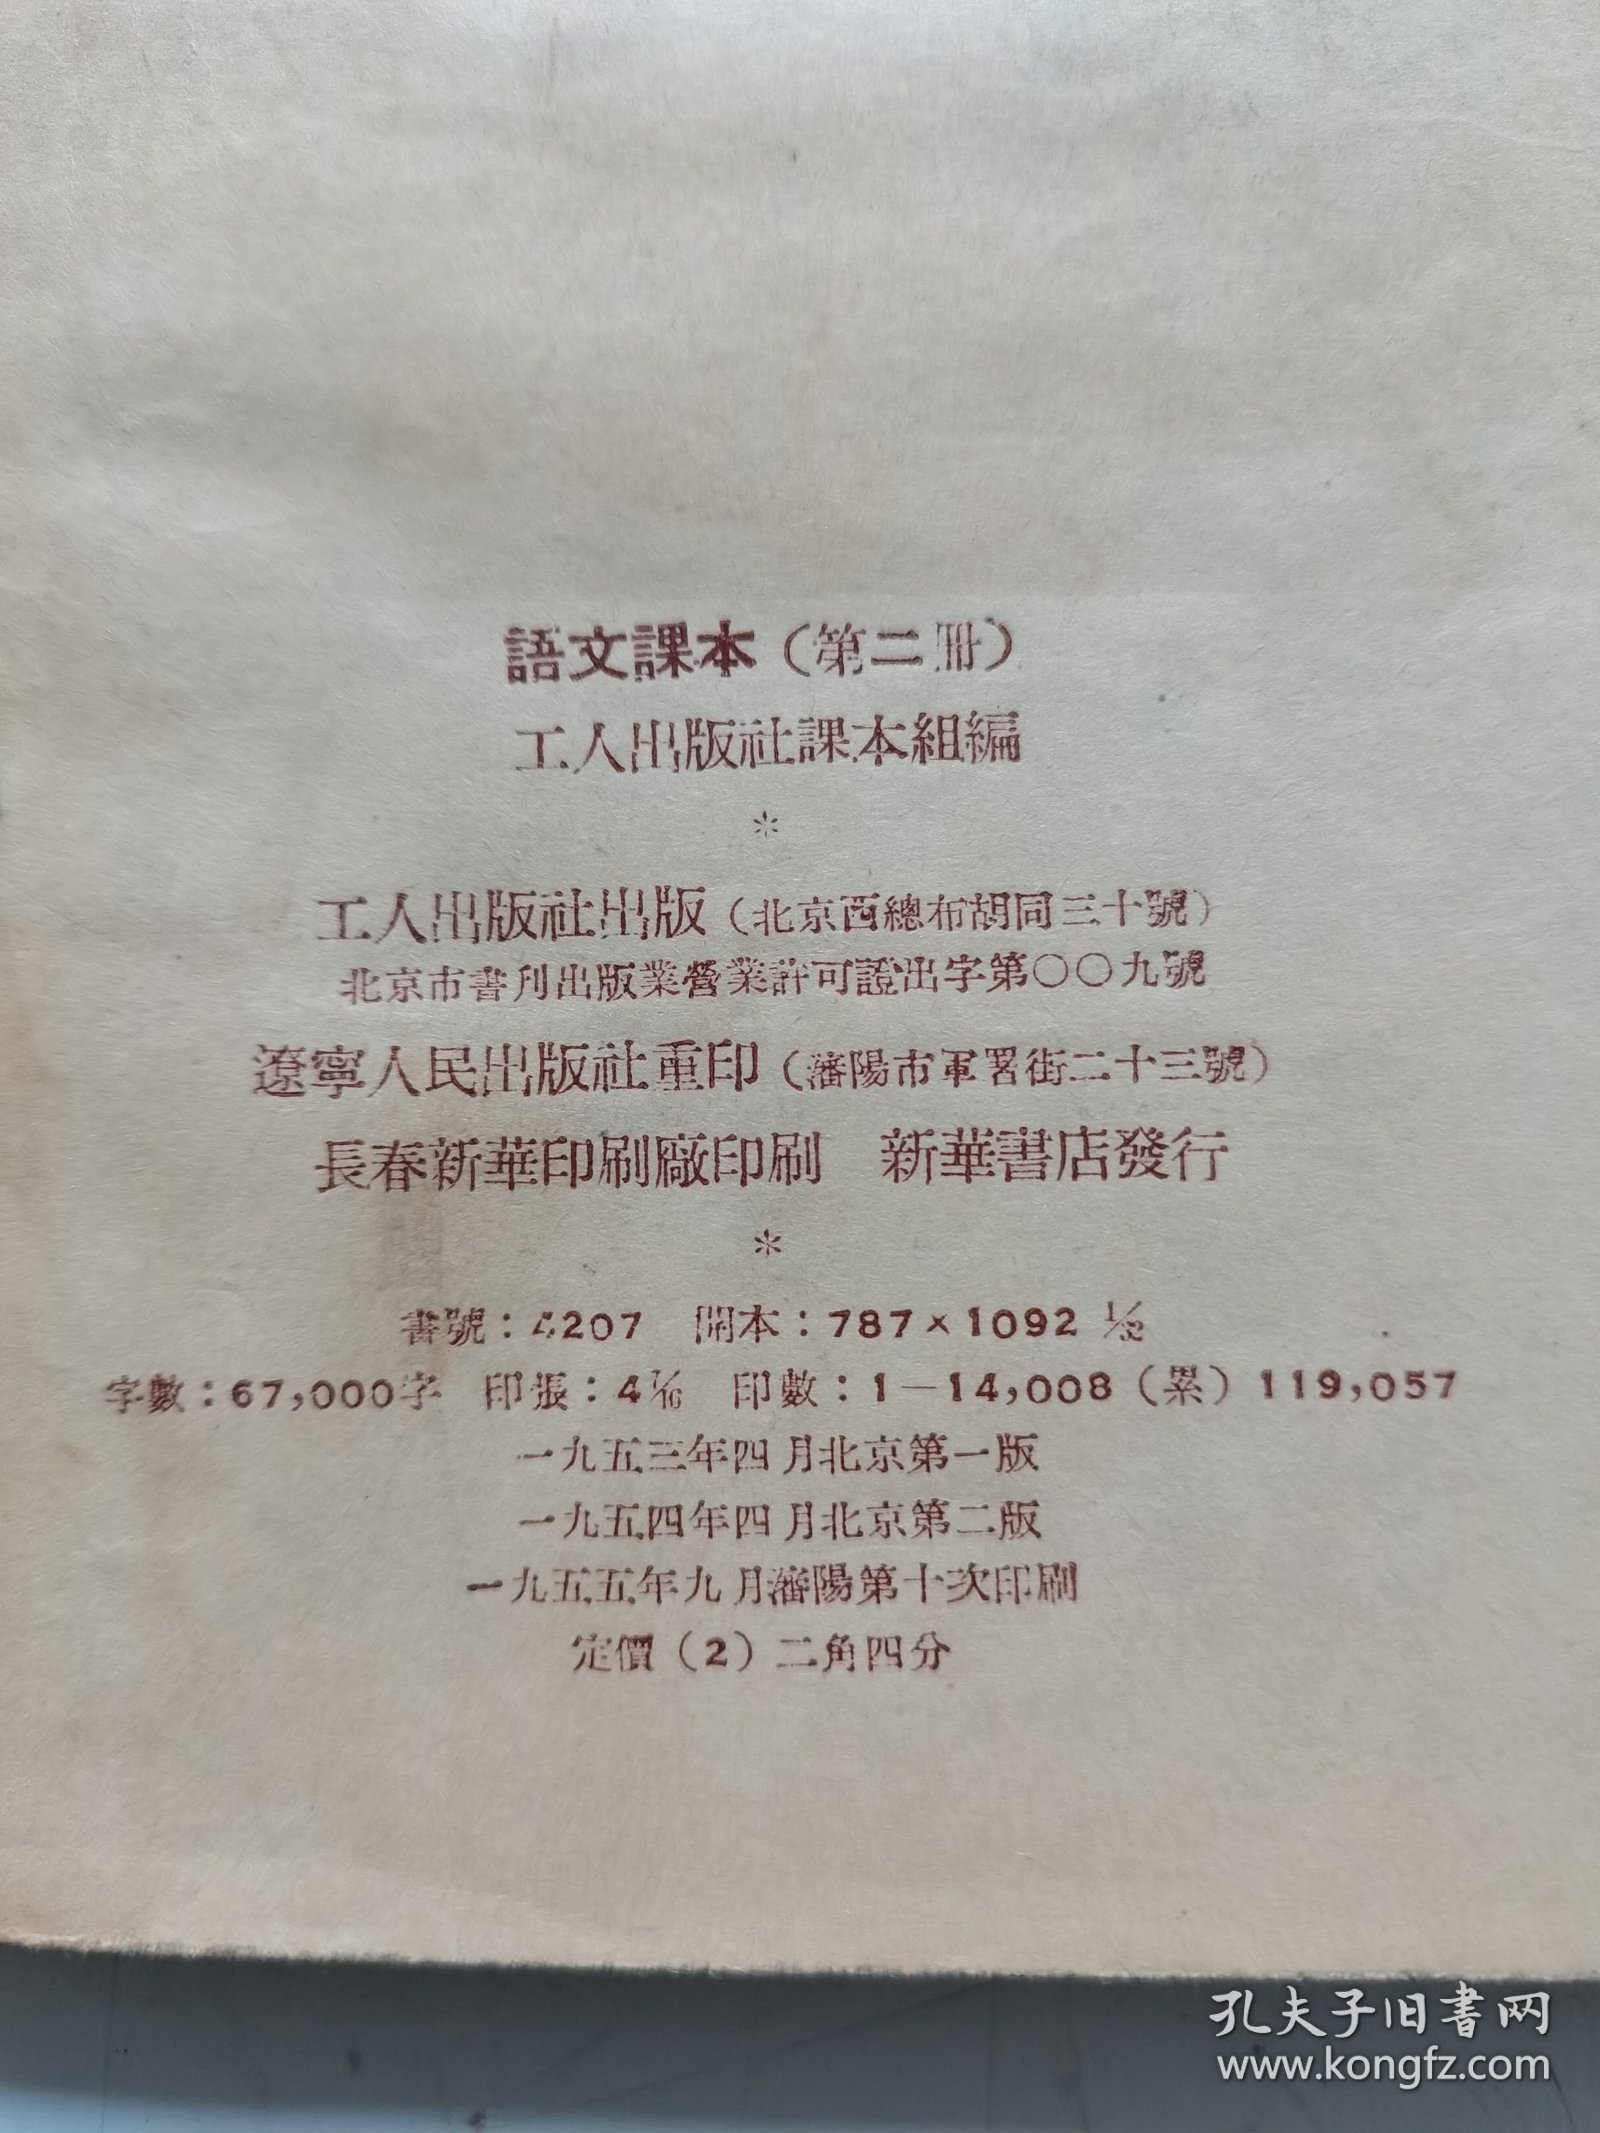 語文課本（第二冊）
工人出版社課本組編
*
工人出版社出版（北京西總布胡同三十號）
北京市書刊出版業營業許可證出字第〇〇九號
遼寧人民出版社重印（瀋陽市軍署街二十三號）
長春新華印刷廠印刷　新華書店發行
*
書號：4207　開本：787×1092 1/32
字數：67,000字　印張：4 1/16　印數：1—14,008（累）119,057
一九五三年四月北京第一版
一九五四年四月北京第二版
一九五五年九月瀋陽第十次印刷
定價（2）二角四分
孔夫子旧书网
www.kongfz.com